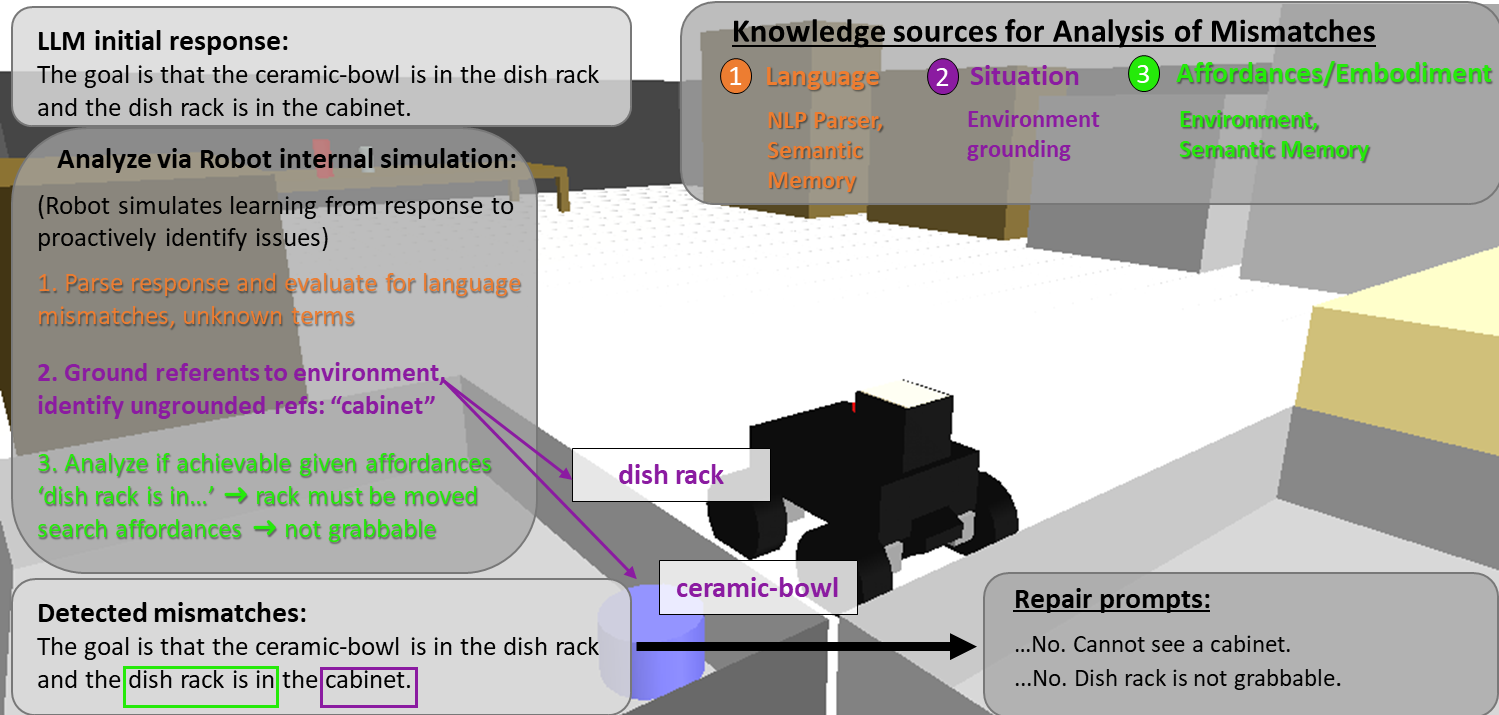 LLM initial response:
The goal is that the ceramic-bowl is in the dish rack
and the dish rack is in the cabinet.
Knowledge sources for Analysis of Mismatches
1 Language
2 Situation
3 Affordances/Embodiment
NLP Parser,
Semantic
Memory
Environment
grounding
Environment,
Semantic Memory
Analyze via Robot internal simulation:
(Robot simulates learning from response to
proactively identify issues)
1. Parse response and evaluate for language
mismatches, unknown terms
2. Ground referents to environment,
identify ungrounded refs: “cabinet”
3. Analyze if achievable given affordances
‘dish rack is in…’ ➔ rack must be moved
search affordances ➔ not grabbable
dish rack
ceramic-bowl
Detected mismatches:
The goal is that the ceramic-bowl is in the dish rack
and the dish rack is in the cabinet.
Repair prompts:
...No. Cannot see a cabinet.
...No. Dish rack is not grabbable.